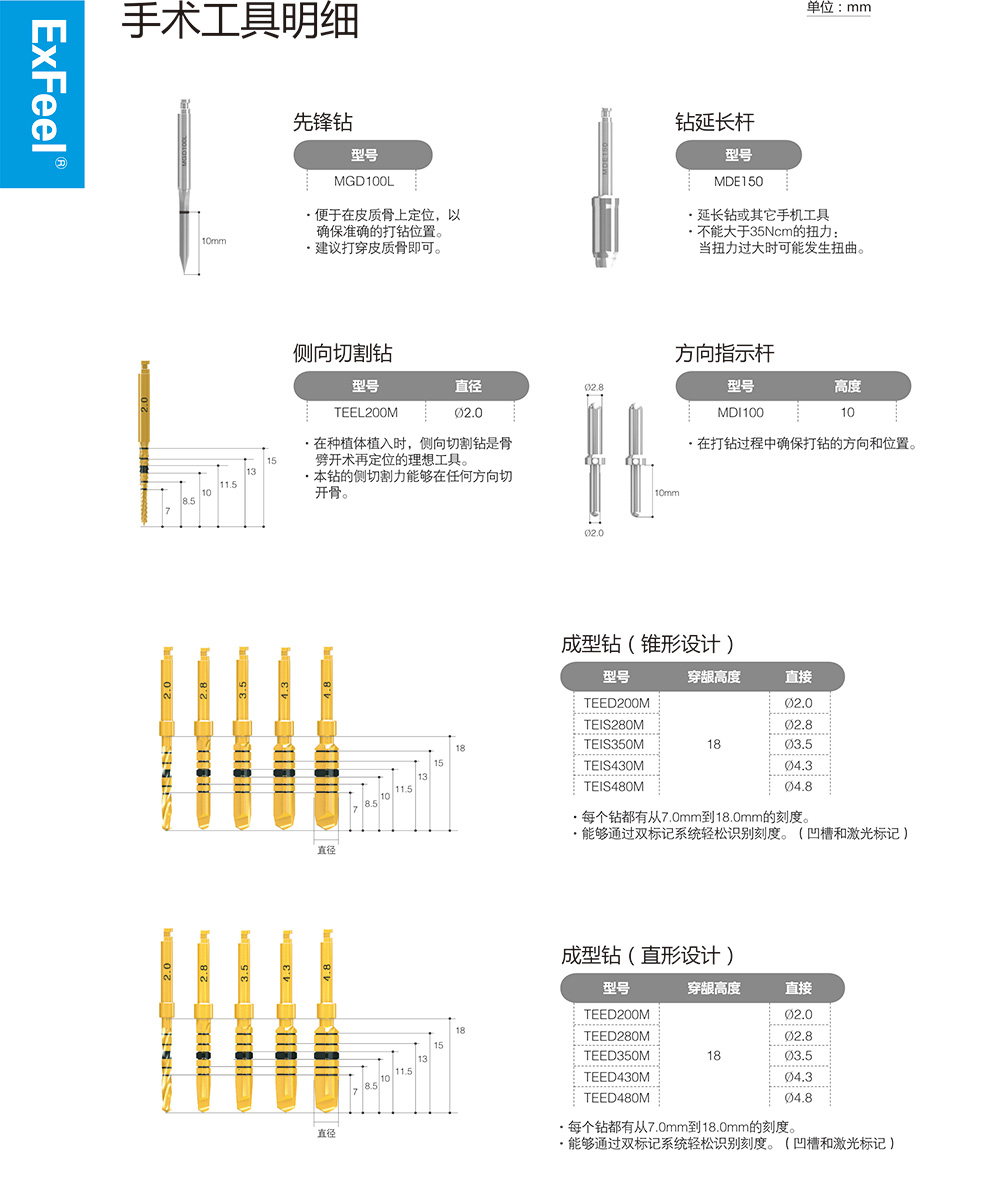 手术工具明细
单位：mm
ExFeel®
先锋钻
型号
MGD100L
・便于在皮质骨上定位，以
确保准确的打钻位置。
・建议打穿皮质骨即可。
MGD100L
10mm
钻延长杆
型号
MDE150
・延长钻或其它手机工具
・不能大于35Ncm的扭力；
当扭力过大时可能发生扭曲。
MDE150
侧向切割钻
型号 直径
TEEL200M Ø2.0
・在种植体植入时，侧向切割钻是骨
劈开术再定位的理想工具。
・本钻的侧切割力能够在任何方向切
开骨。
2.0
7
8.5
10
11.5
13
15
方向指示杆
型号 高度
MDI100 10
・在打钻过程中确保打钻的方向和位置。
Ø2.8
10mm
Ø2.0
成型钻（锥形设计）
型号 穿龈高度 直接
TEED200M Ø2.0
TEIS280M Ø2.8
TEIS350M 18 Ø3.5
TEIS430M Ø4.3
TEIS480M Ø4.8
・每个钻都有从7.0mm到18.0mm的刻度。
・能够通过双标记系统轻松识别刻度。（凹槽和激光标记）
2.0 2.8 3.5 4.3 4.8
7
8.5
10
11.5
13
15
18
直径
成型钻（直形设计）
型号 穿龈高度 直接
TEED200M Ø2.0
TEED280M Ø2.8
TEED350M 18 Ø3.5
TEED430M Ø4.3
TEED480M Ø4.8
・每个钻都有从7.0mm到18.0mm的刻度。
・能够通过双标记系统轻松识别刻度。（凹槽和激光标记）
2.0 2.8 3.5 4.3 4.8
7
8.5
10
11.5
13
15
18
直径